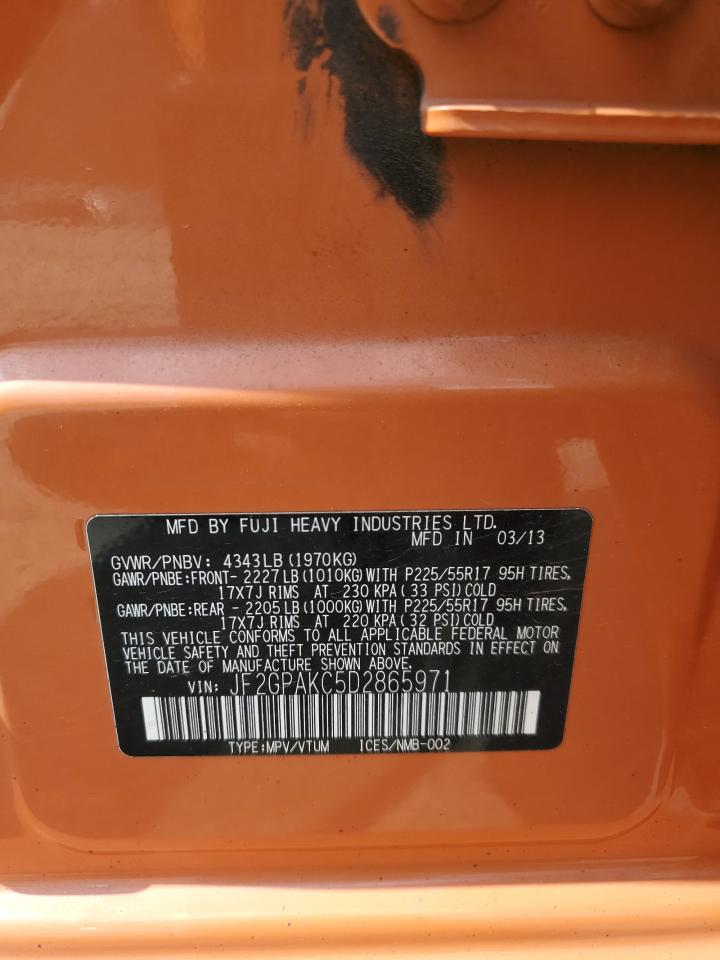 MFD BY FUJI HEAVY INDUSTRIES LTD.
MFD IN 03/13
GVWR/PNBV: 4343LB (1970KG)
GAWR/PNBE:FRONT- 2227LB (1010KG) WITH P225/55R17 95H TIRES,
17X7J RIMS AT 230 KPA (33 PSI) COLD
GAWR/PNBE:REAR - 2205LB (1000KG) WITH P225/55R17 95H TIRES,
17X7J RIMS AT 220 KPA (32 PSI) COLD
THIS VEHICLE CONFORMS TO ALL APPLICABLE FEDERAL MOTOR
VEHICLE SAFETY AND THEFT PREVENTION STANDARDS IN EFFECT ON
THE DATE OF MANUFACTURE SHOWN ABOVE.
VIN: JF2GPAKC5D2865971
TYPE:MPV/VTUM ICES/NMB-002